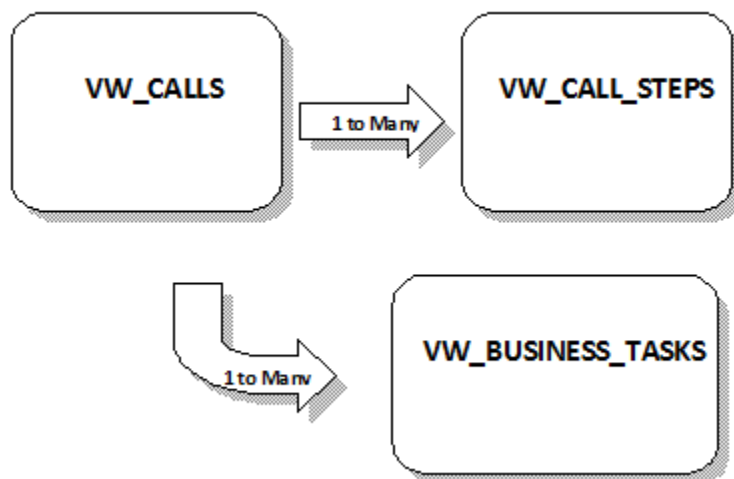 VW_CALLS
1 to Many
VW_CALL_STEPS
1 to Many
VW_BUSINESS_TASKS